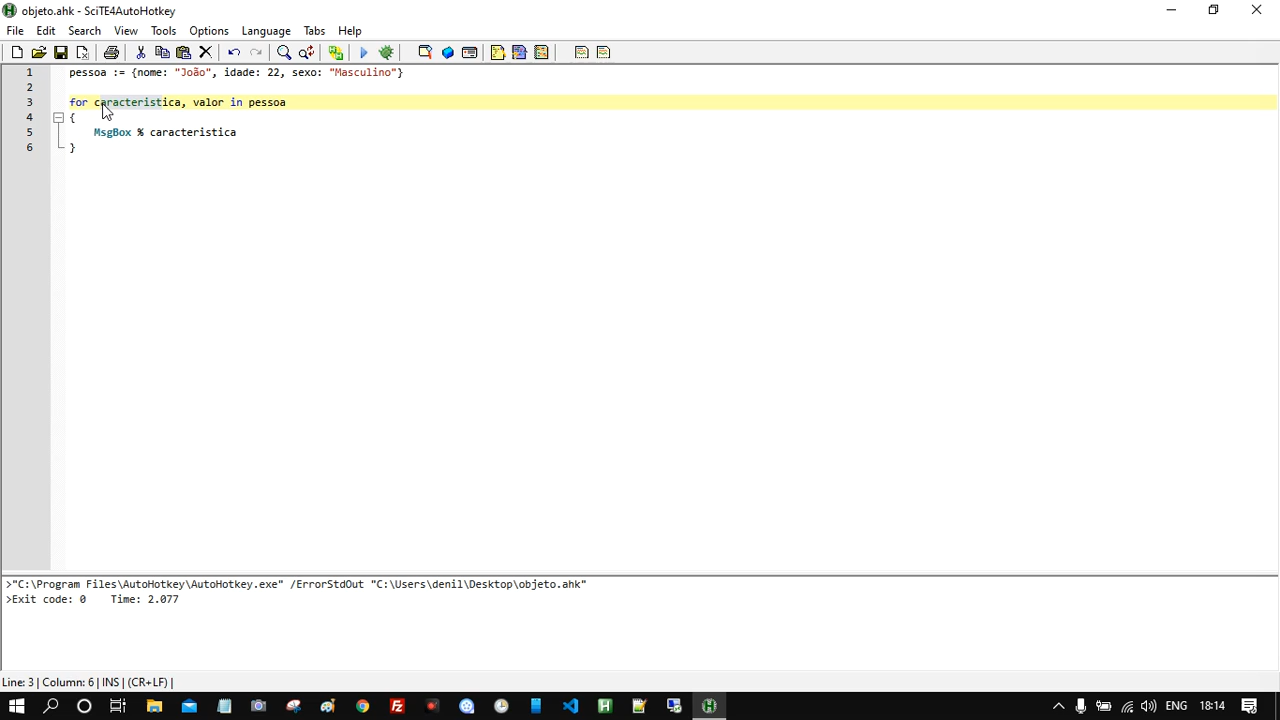 objeto.ahk - SciTE4AutoHotkey
File Edit Search View Tools Options Language Tabs Help
1 pessoa := {nome: "João", idade: 22, sexo: "Masculino"}
2
3 for caracteristica, valor in pessoa
4 {
5 MsgBox % caracteristica
6 }
>"C:\Program Files\AutoHotkey\AutoHotkey.exe" /ErrorStdOut "C:\Users\denil\Desktop\objeto.ahk"
>Exit code: 0 Time: 2.077
Line: 3 | Column: 6 | INS | (CR+LF) |
ENG 18:14